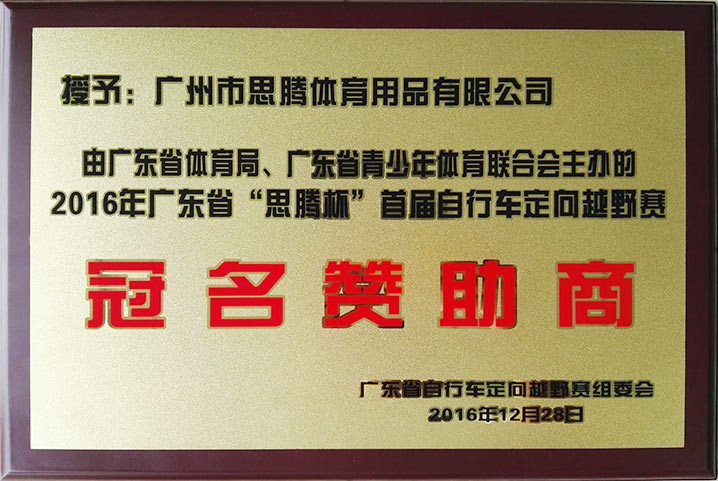 授予：广州市思腾体育用品有限公司
由广东省体育局、广东省青少年体育联合会主办的
2016年广东省“思腾杯”首届自行车定向越野赛
冠名赞助商
广东省自行车定向越野赛组委会
2016年12月28日